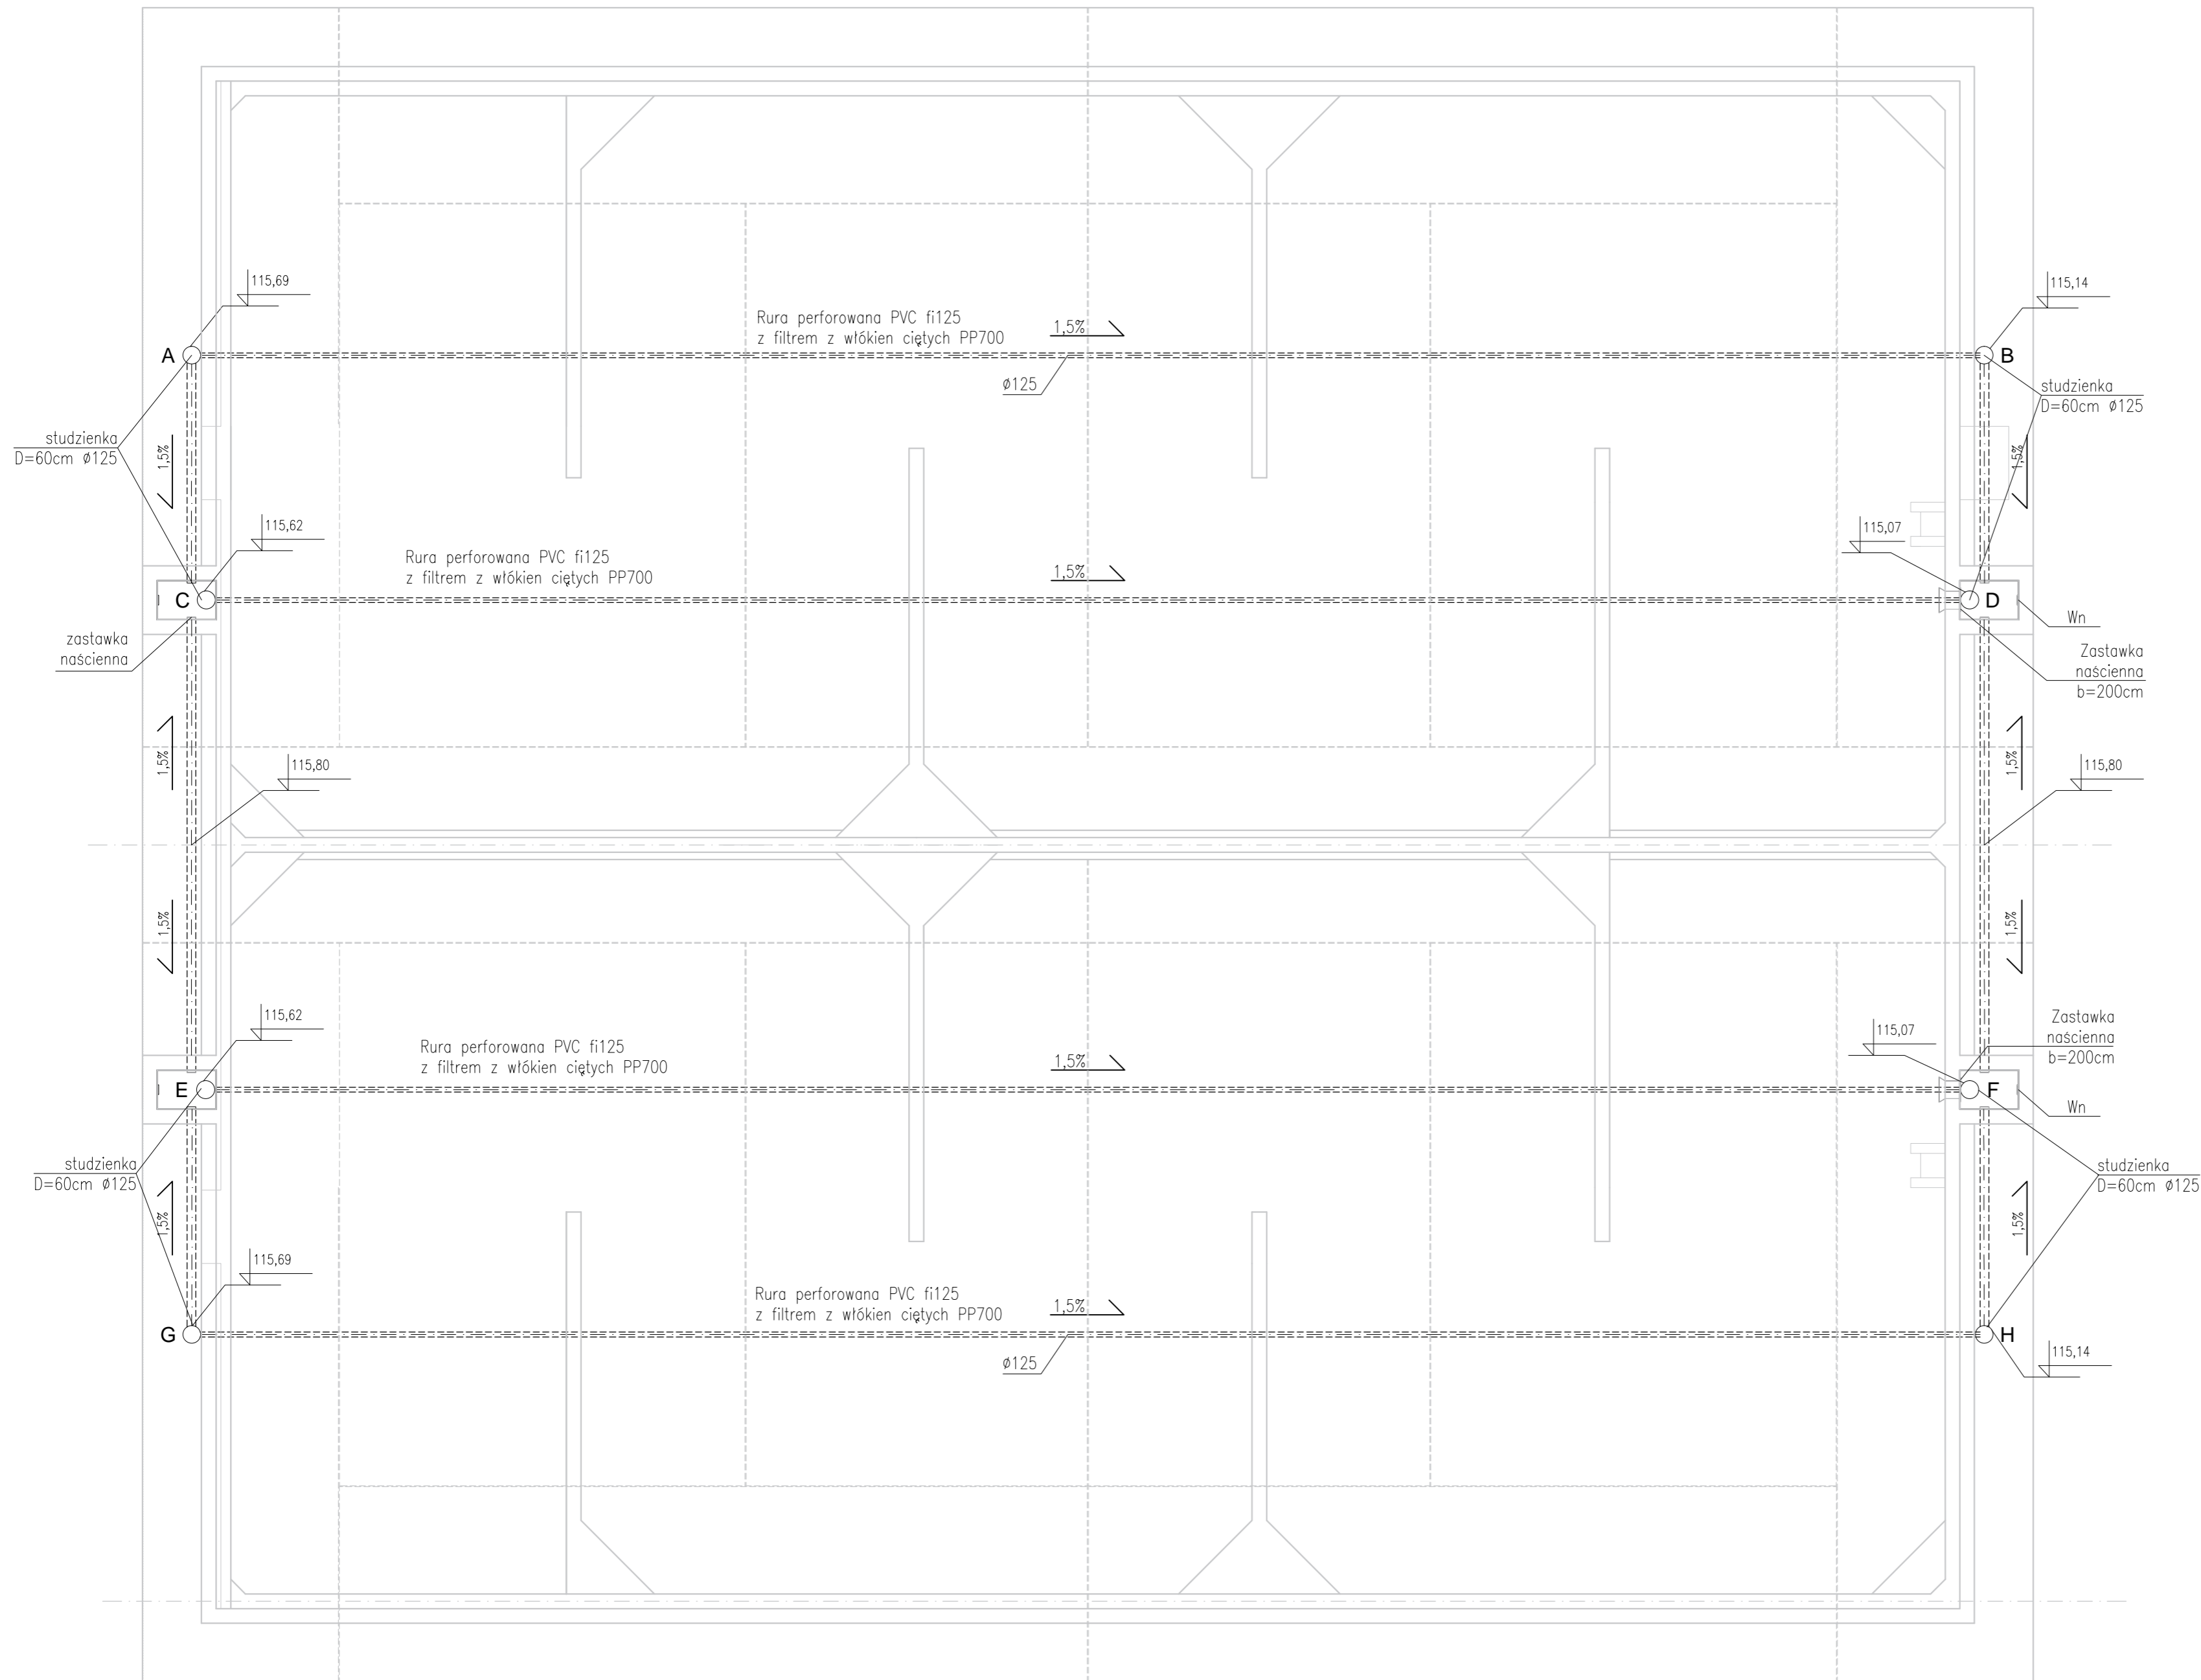 115,69
115,14
Rura perforowana PVC fi125
z filtrem z włókien ciętych PP700
1,5%
A
B
ø125
studzienka
D=60cm ø125
studzienka
D=60cm ø125
1,5%
1,5%
115,62
115,07
Rura perforowana PVC fi125
z filtrem z włókien ciętych PP700
1,5%
C
D
Wn
zastawka
naścienna
Zastawka
naścienna
b=200cm
1,5%
1,5%
115,80
115,80
1,5%
1,5%
115,62
115,07
Zastawka
naścienna
b=200cm
Rura perforowana PVC fi125
z filtrem z włókien ciętych PP700
1,5%
E
F
Wn
studzienka
D=60cm ø125
studzienka
D=60cm ø125
1,5%
1,5%
115,69
Rura perforowana PVC fi125
z filtrem z włókien ciętych PP700
1,5%
G
H
ø125
115,14